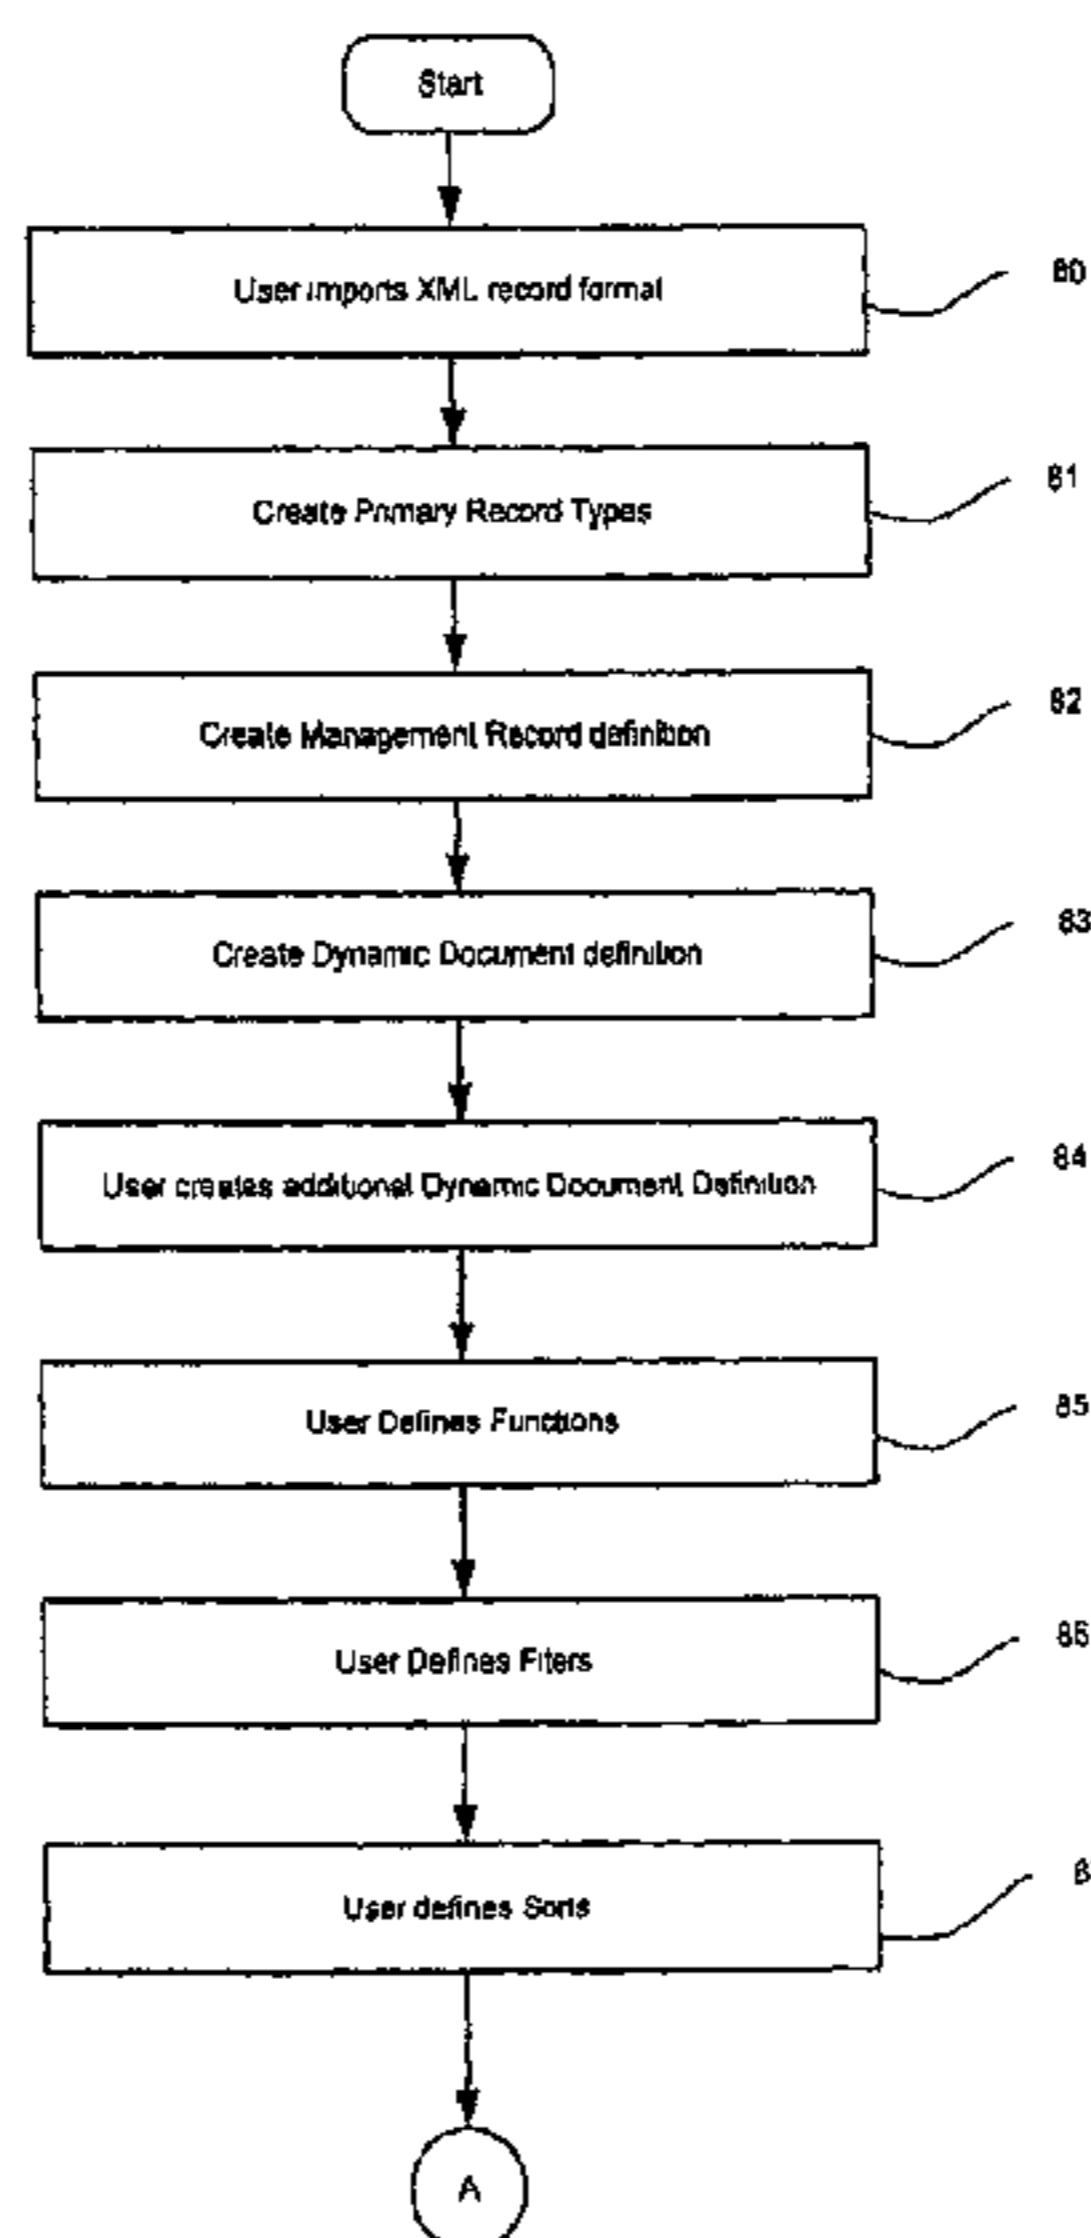 Start
User imports XML record format
80
Create Primary Record Types
81
Create Management Record definition
82
Create Dynamic Document definition
83
User creates additional Dynamic Document Definition
84
User Defines Functions
85
User Defines Filters
86
User defines Sorts
8
A